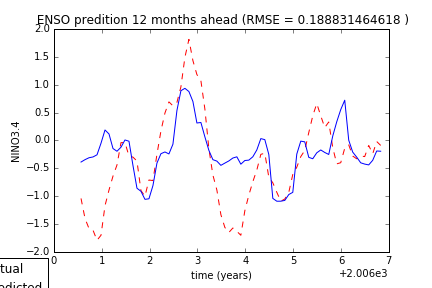 ENSO predition 12 months ahead (RMSE = 0.188831464618 )
2.0
1.5
1.0
0.5
0.0
−0.5
−1.0
−1.5
−2.0
NINO3.4
0 1 2 3 4 5 6 7
time (years)
+2.006e3